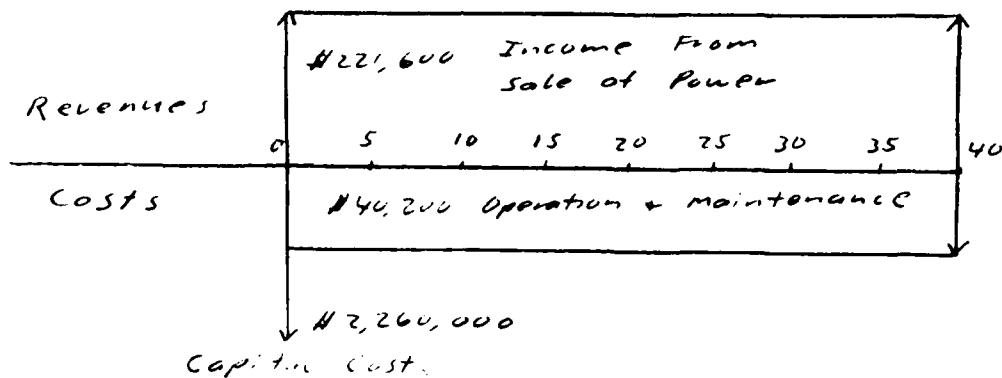 $221,600 Income From
Sale of Power
Revenues
0 5 10 15 20 25 30 35 40
Costs
$40,200 Operation + Maintenance
$2,260,000
Capital Cost.